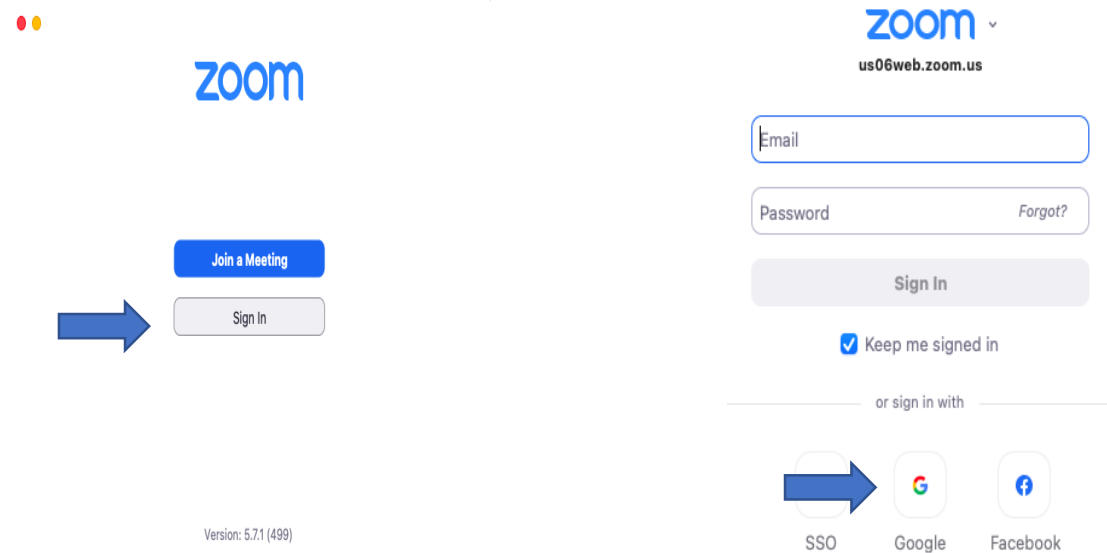 zoom
Join a Meeting
Sign In
Version: 5.7.1 (499)
zoom
us06web.zoom.us
Email
Password Forgot?
Sign In
Keep me signed in
or sign in with
SSO Google Facebook